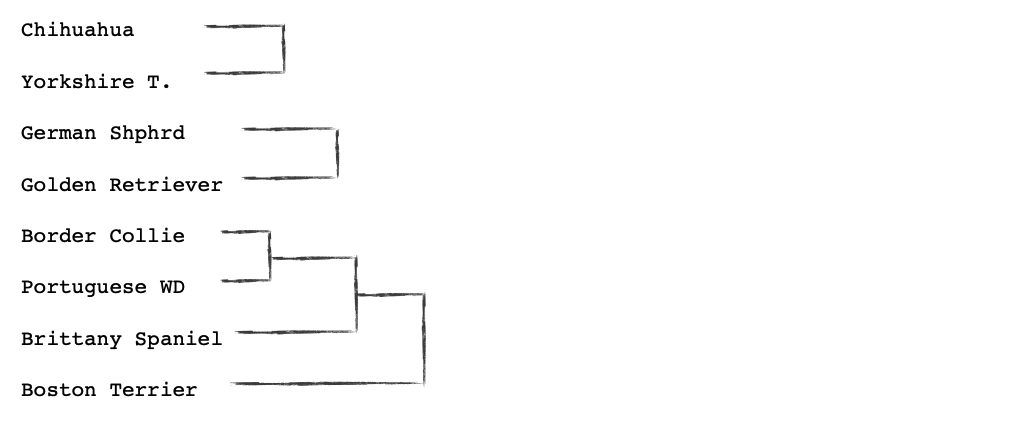 Chihuahua
Yorkshire T.
German Shphrd
Golden Retriever
Border Collie
Portuguese WD
Brittany Spaniel
Boston Terrier